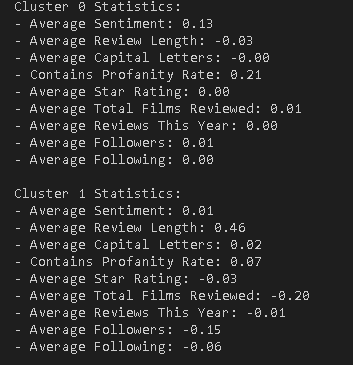 Cluster 0 Statistics:
- Average Sentiment: 0.13
- Average Review Length: -0.03
- Average Capital Letters: -0.00
- Contains Profanity Rate: 0.21
- Average Star Rating: 0.00
- Average Total Films Reviewed: 0.01
- Average Reviews This Year: 0.00
- Average Followers: 0.01
- Average Following: 0.00

Cluster 1 Statistics:
- Average Sentiment: 0.01
- Average Review Length: 0.46
- Average Capital Letters: 0.02
- Contains Profanity Rate: 0.07
- Average Star Rating: -0.03
- Average Total Films Reviewed: -0.20
- Average Reviews This Year: -0.01
- Average Followers: -0.15
- Average Following: -0.06